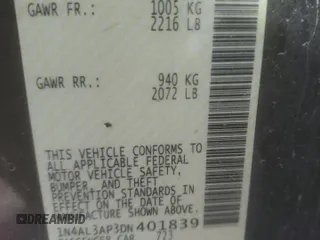 GAWR FR.: 1005 KG
2216 LB
GAWR RR.: 940 KG
2072 LB
THIS VEHICLE CONFORMS TO
ALL APPLICABLE FEDERAL
MOTOR VEHICLE SAFETY,
BUMPER, AND THEFT
PREVENTION STANDARDS IN
EFFECT ON THE DATE OF
MANUFACTURE SHOWN ABOVE.
1N4AL3AP3DN401839
PASSENGER CAR
DREAMBID